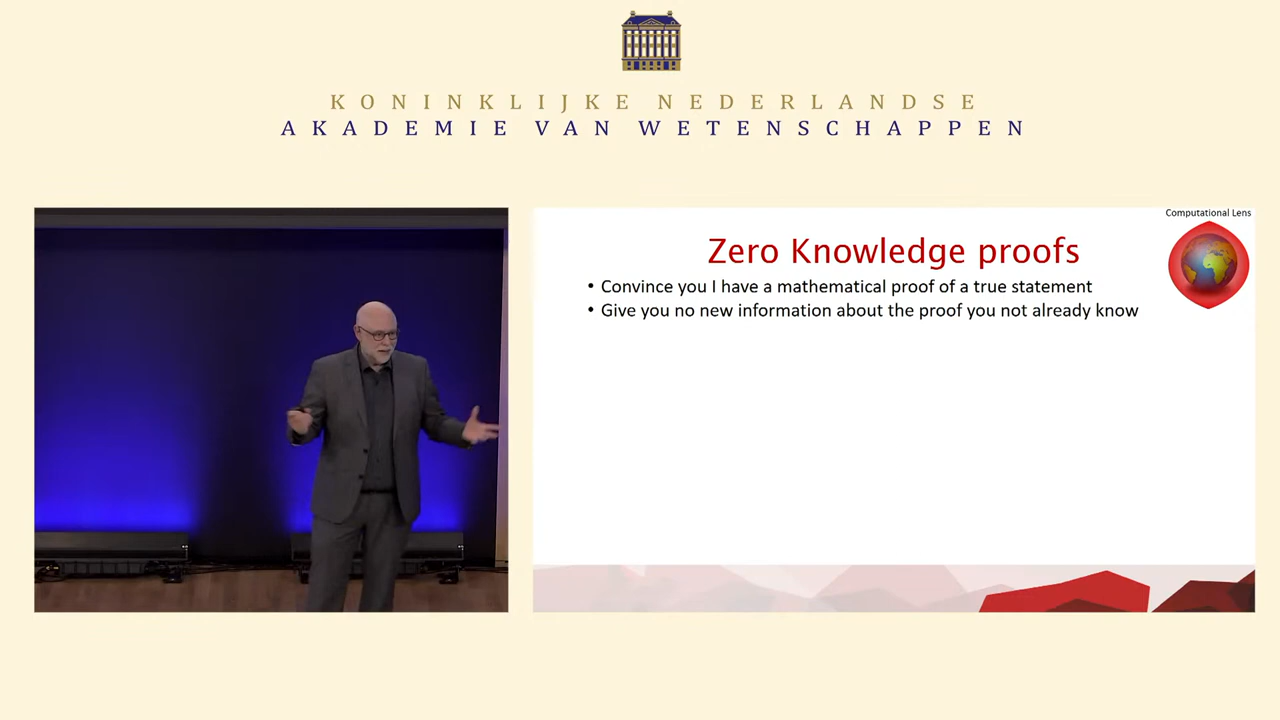 KONINKLIJKE NEDERLANDSE
AKADEMIE VAN WETENSCHAPPEN
Computational Lens
Zero Knowledge proofs
• Convince you I have a mathematical proof of a true statement
• Give you no new information about the proof you not already know